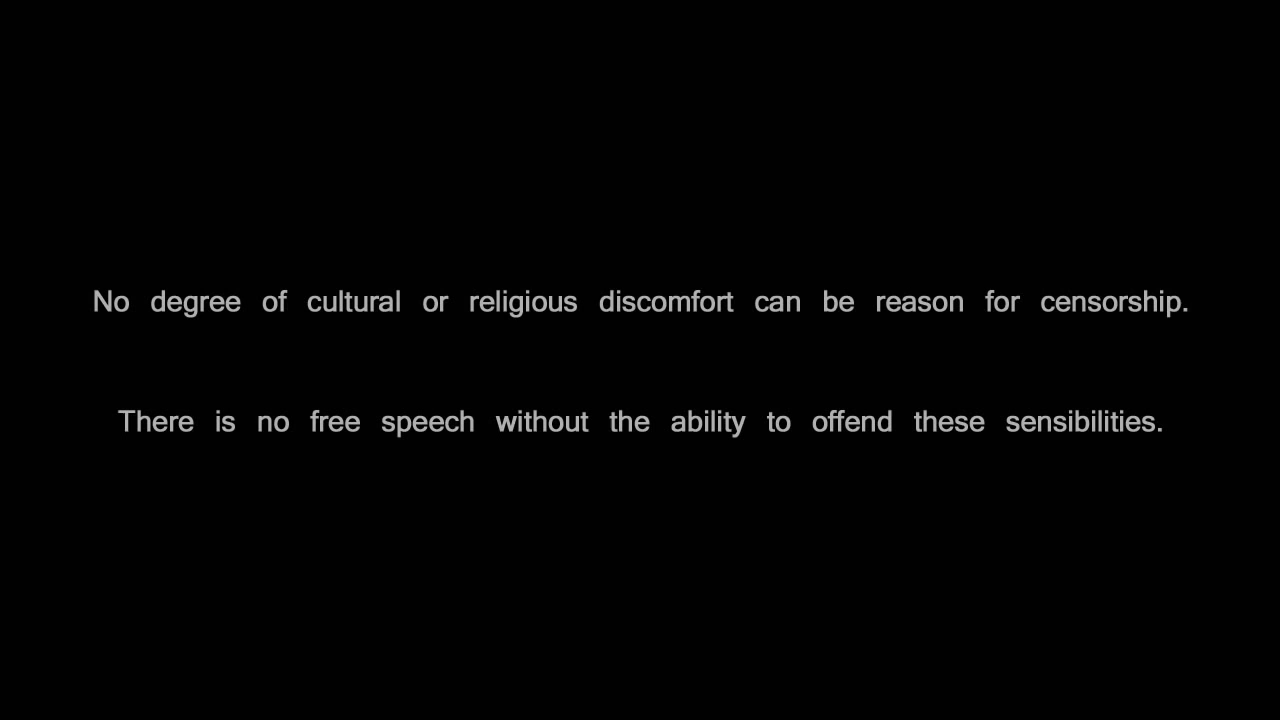 No degree of cultural or religious discomfort can be reason for censorship.
There is no free speech without the ability to offend these sensibilities.